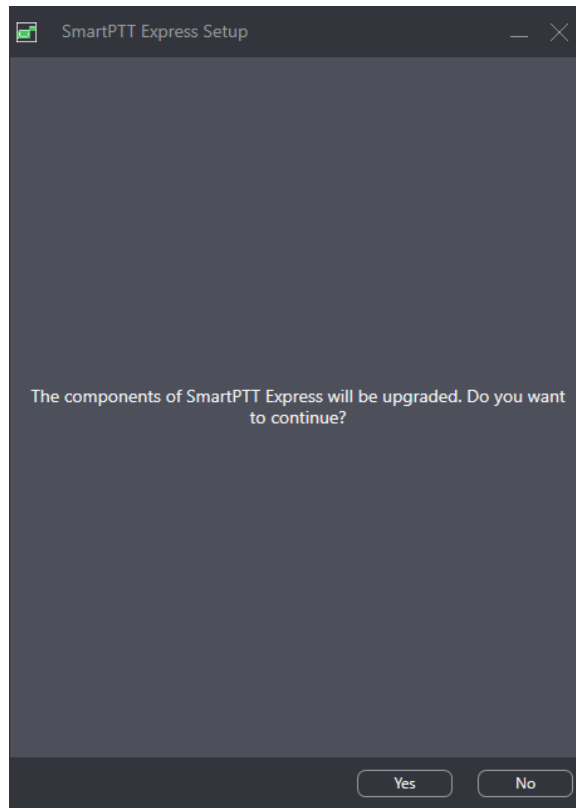 SmartPTT Express Setup
The components of SmartPTT Express will be upgraded. Do you want
to continue?
Yes
No